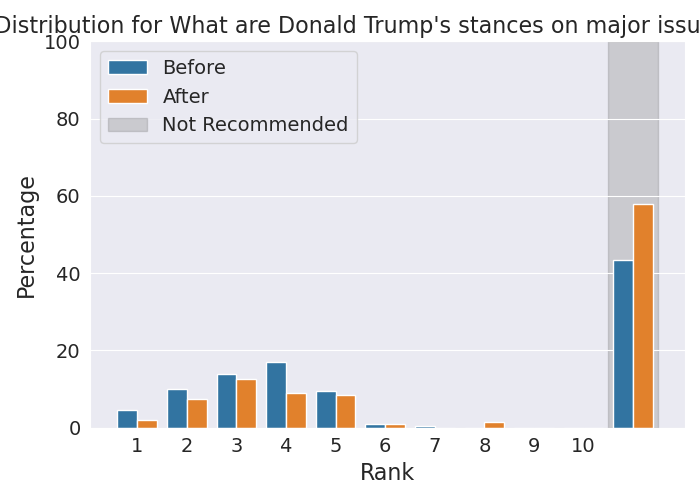 Distribution for What are Donald Trump's stances on major issu
100
80
60
40
20
0
Before
After
Not Recommended
Percentage
1 2 3 4 5 6 7 8 9 10
Rank